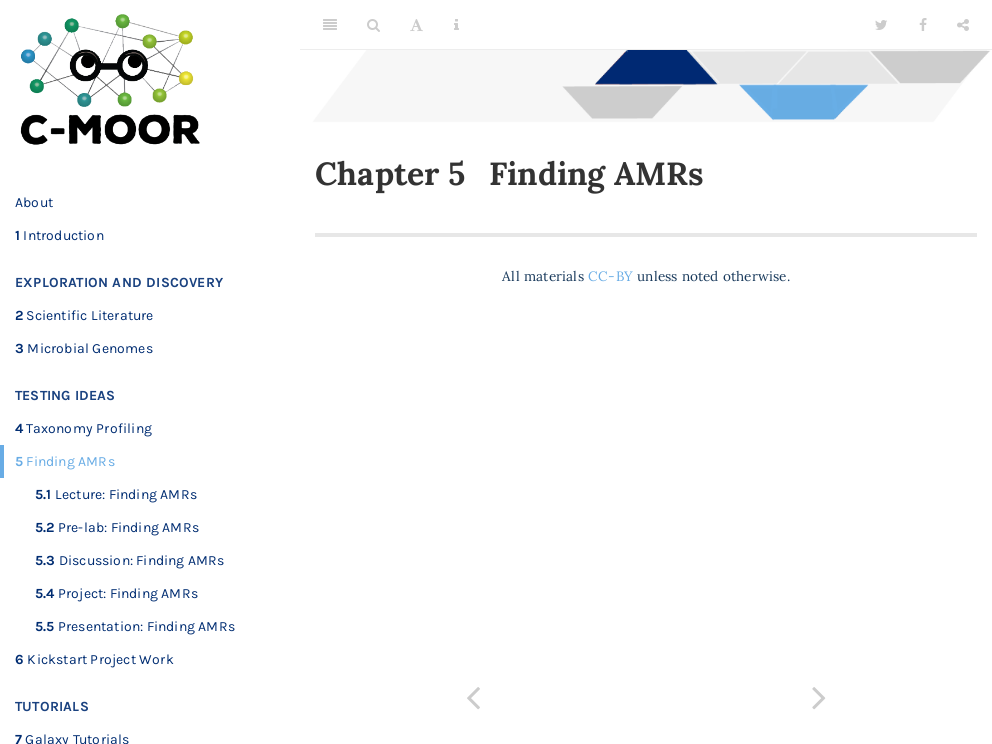 C-MOOR
About
1 Introduction
EXPLORATION AND DISCOVERY
2 Scientific Literature
3 Microbial Genomes
TESTING IDEAS
4 Taxonomy Profiling
5 Finding AMRs
5.1 Lecture: Finding AMRs
5.2 Pre-lab: Finding AMRs
5.3 Discussion: Finding AMRs
5.4 Project: Finding AMRs
5.5 Presentation: Finding AMRs
6 Kickstart Project Work
TUTORIALS
7 Galaxy Tutorials
A
Chapter 5 Finding AMRs
All materials CC-BY unless noted otherwise.